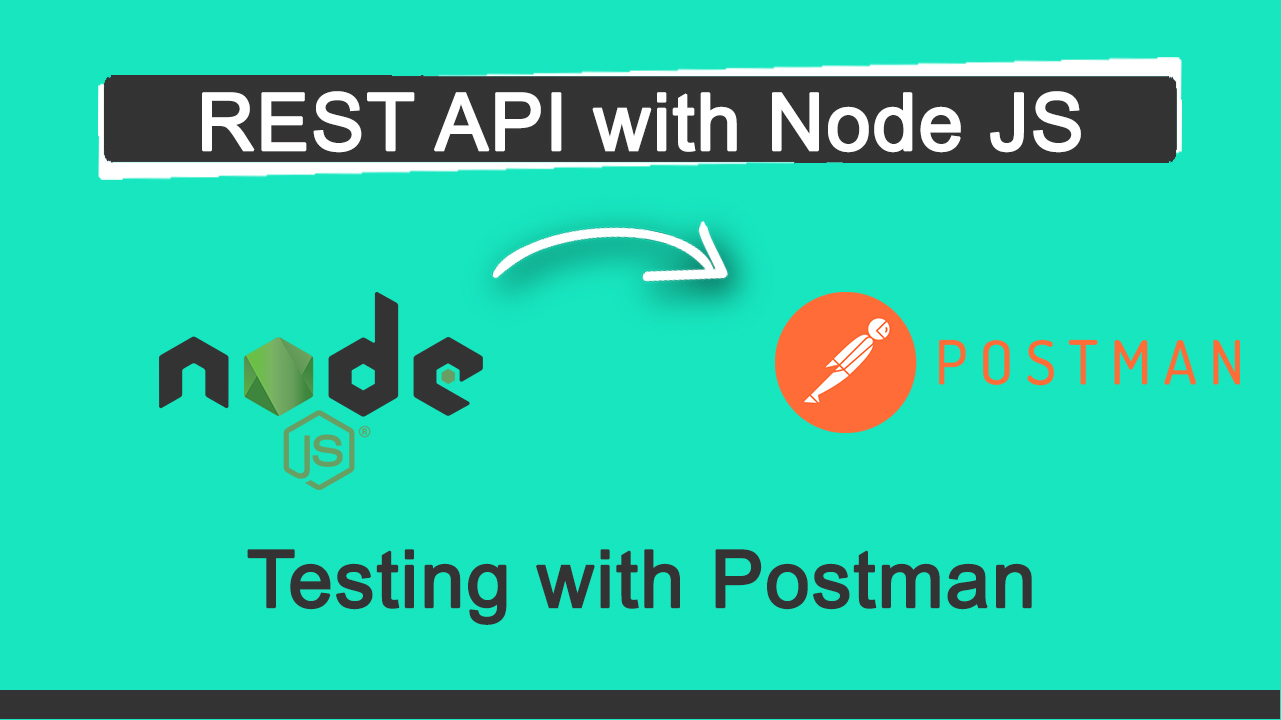 REST API with Node JS
node
JS®
POSTMAN
Testing with Postman